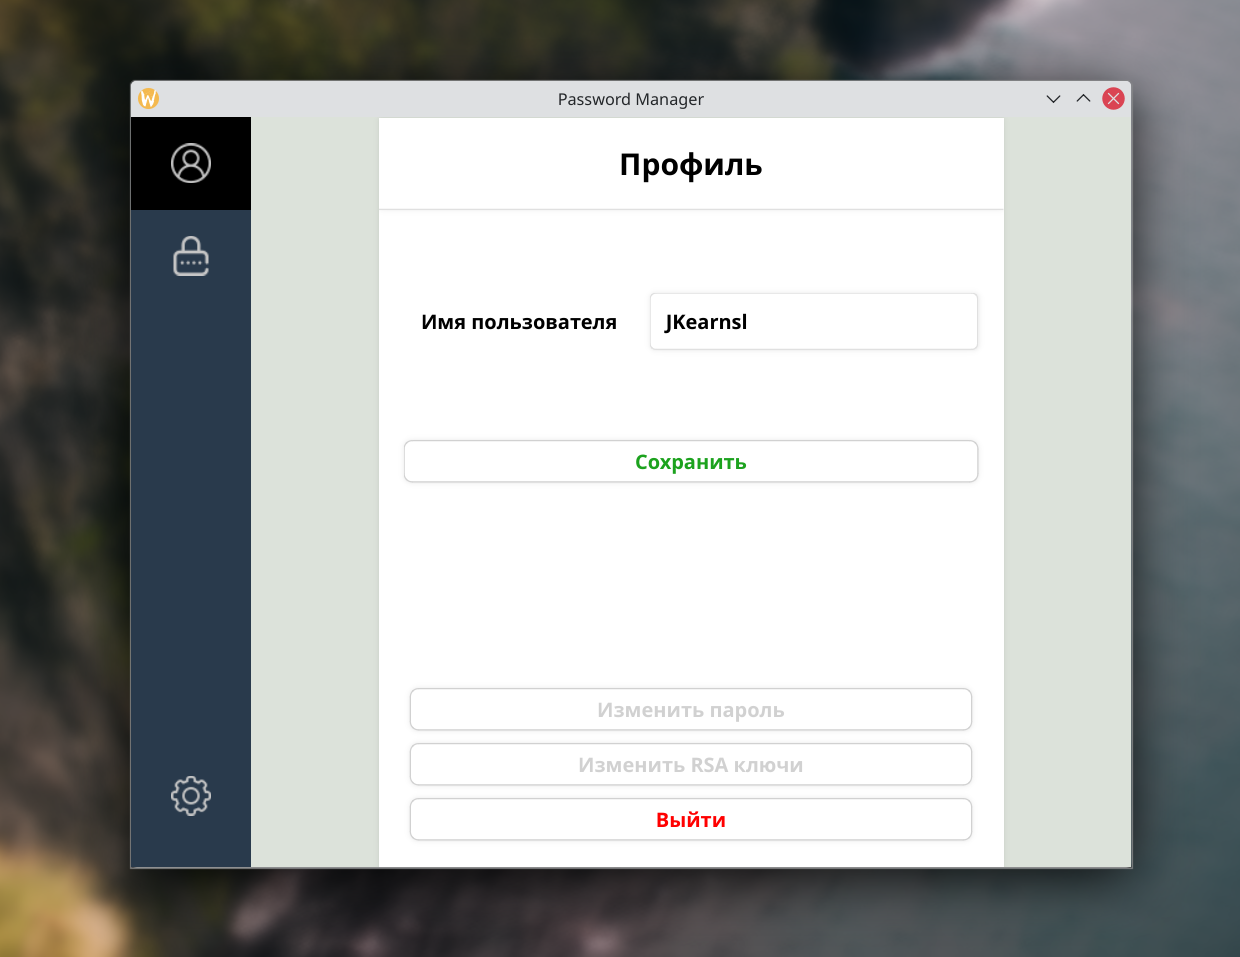 Password Manager
Профиль
Имя пользователя
JKearnsl
Сохранить
Изменить пароль
Изменить RSA ключи
Выйти